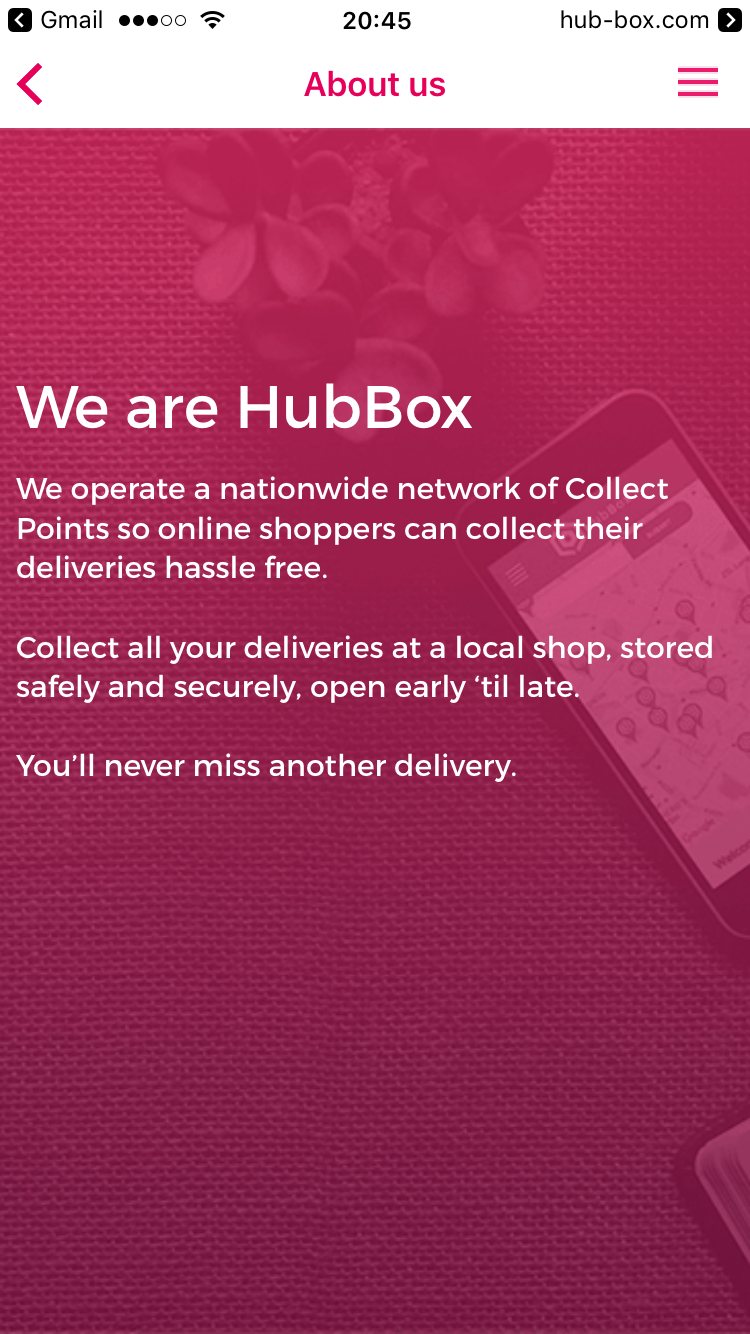 Gmail 20:45 hub-box.com
About us
We are HubBox
We operate a nationwide network of Collect
Points so online shoppers can collect their
deliveries hassle free.
Collect all your deliveries at a local shop, stored
safely and securely, open early ‘til late.
You’ll never miss another delivery.